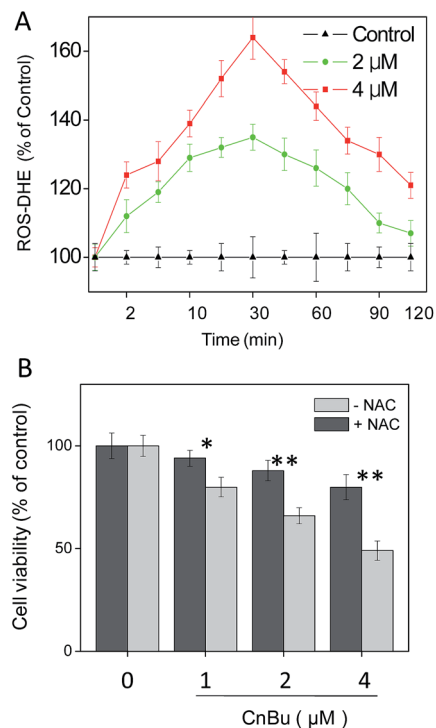 A
ROS-DHE (% of Control)
160
140
120
100
Control
2 µM
4 µM
2 10 30 60 90 120
Time (min)
B
Cell viability (% of control)
100
50
0
- NAC
+ NAC
* ** **
0 1 2 4
CnBu ( µM )